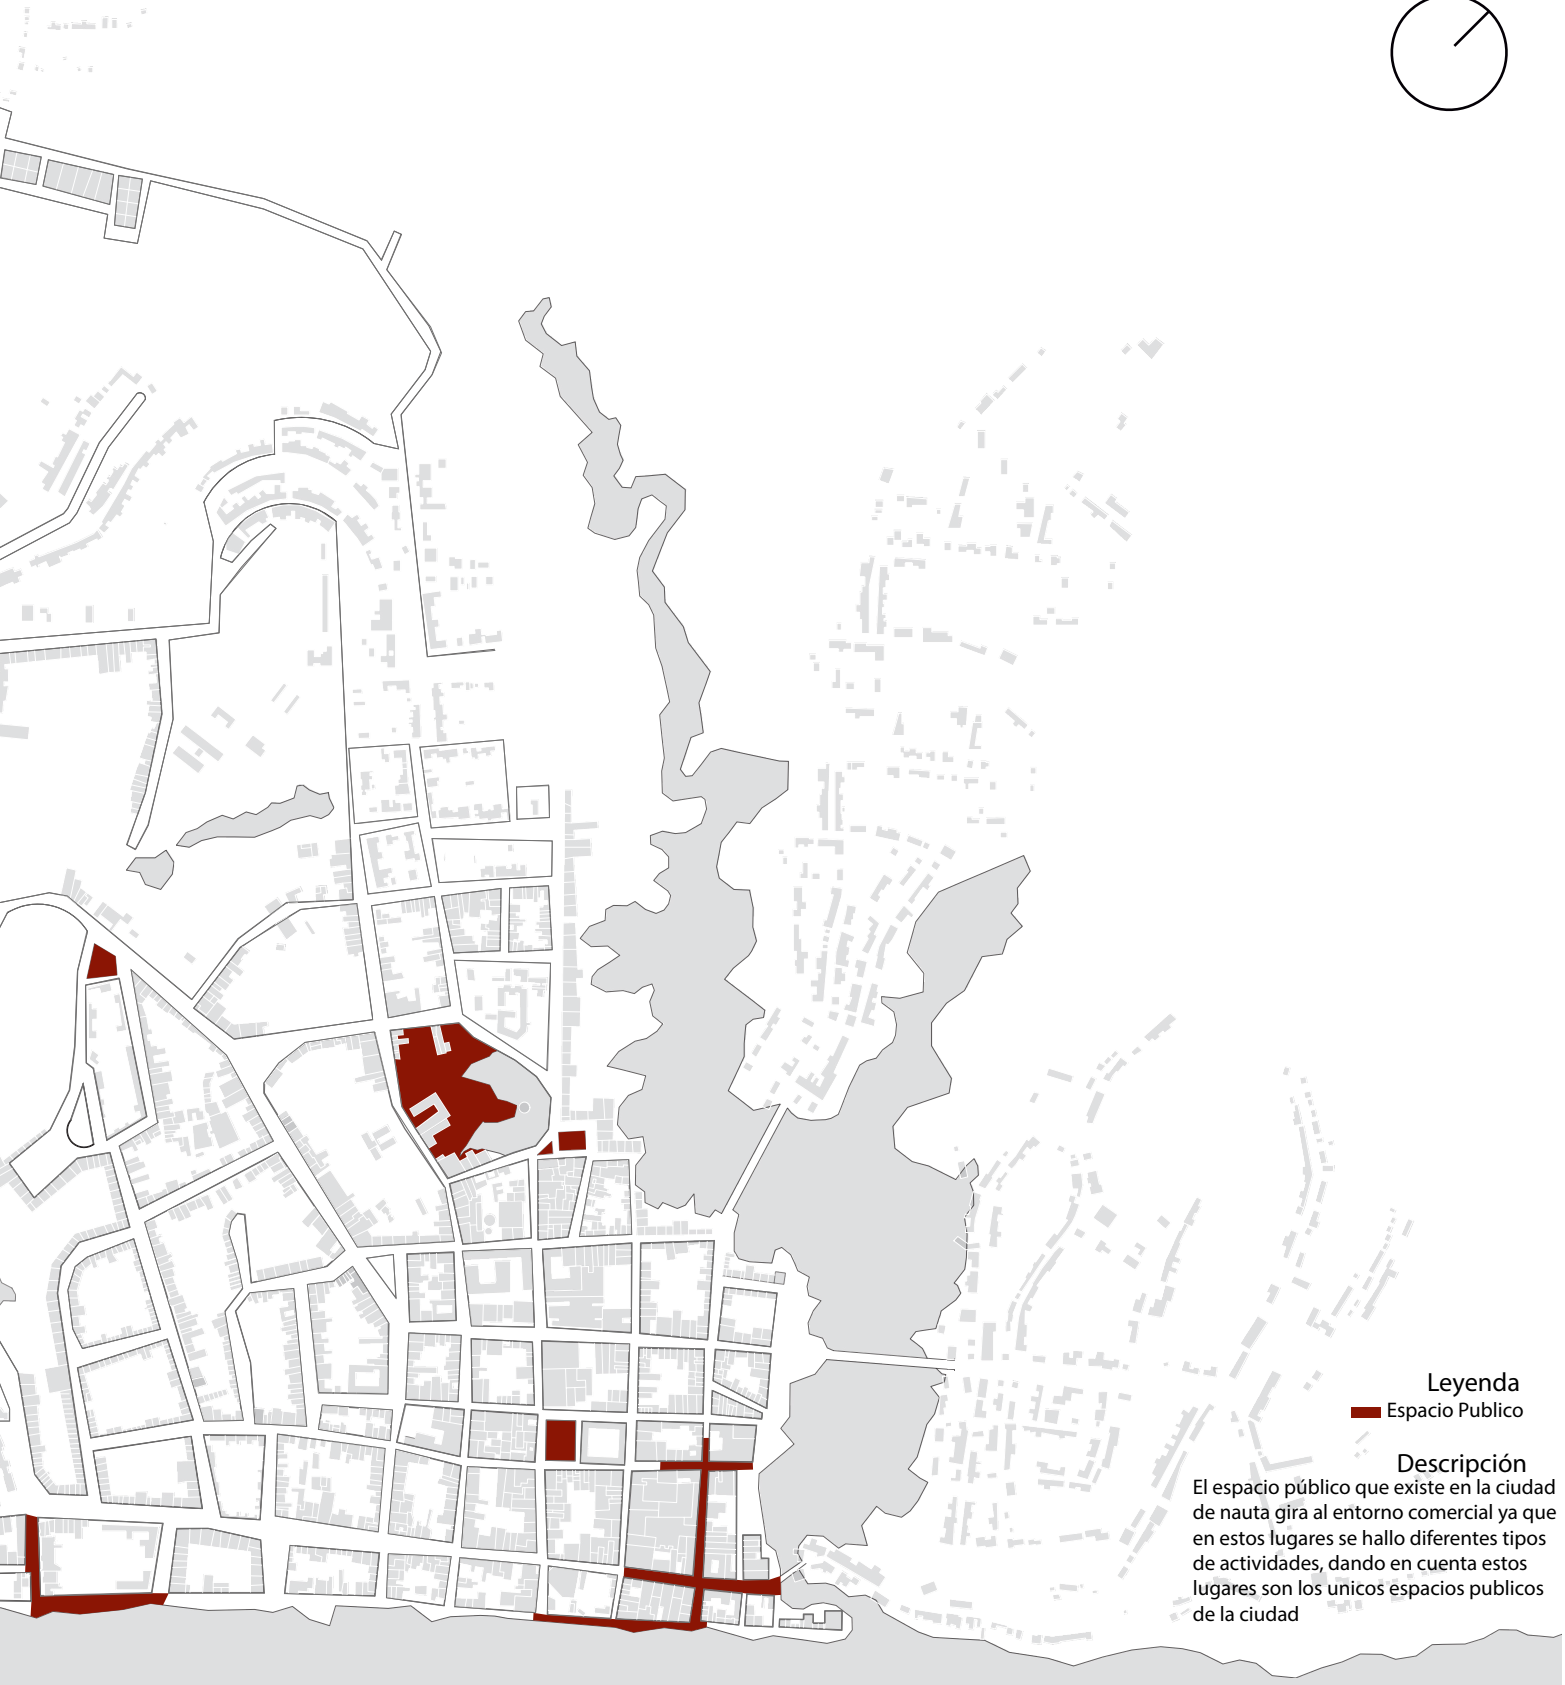 Leyenda
Espacio Publico
Descripción
El espacio público que existe en la ciudad
de nauta gira al entorno comercial ya que
en estos lugares se hallo diferentes tipos
de actividades, dando en cuenta estos
lugares son los unicos espacios publicos
de la ciudad